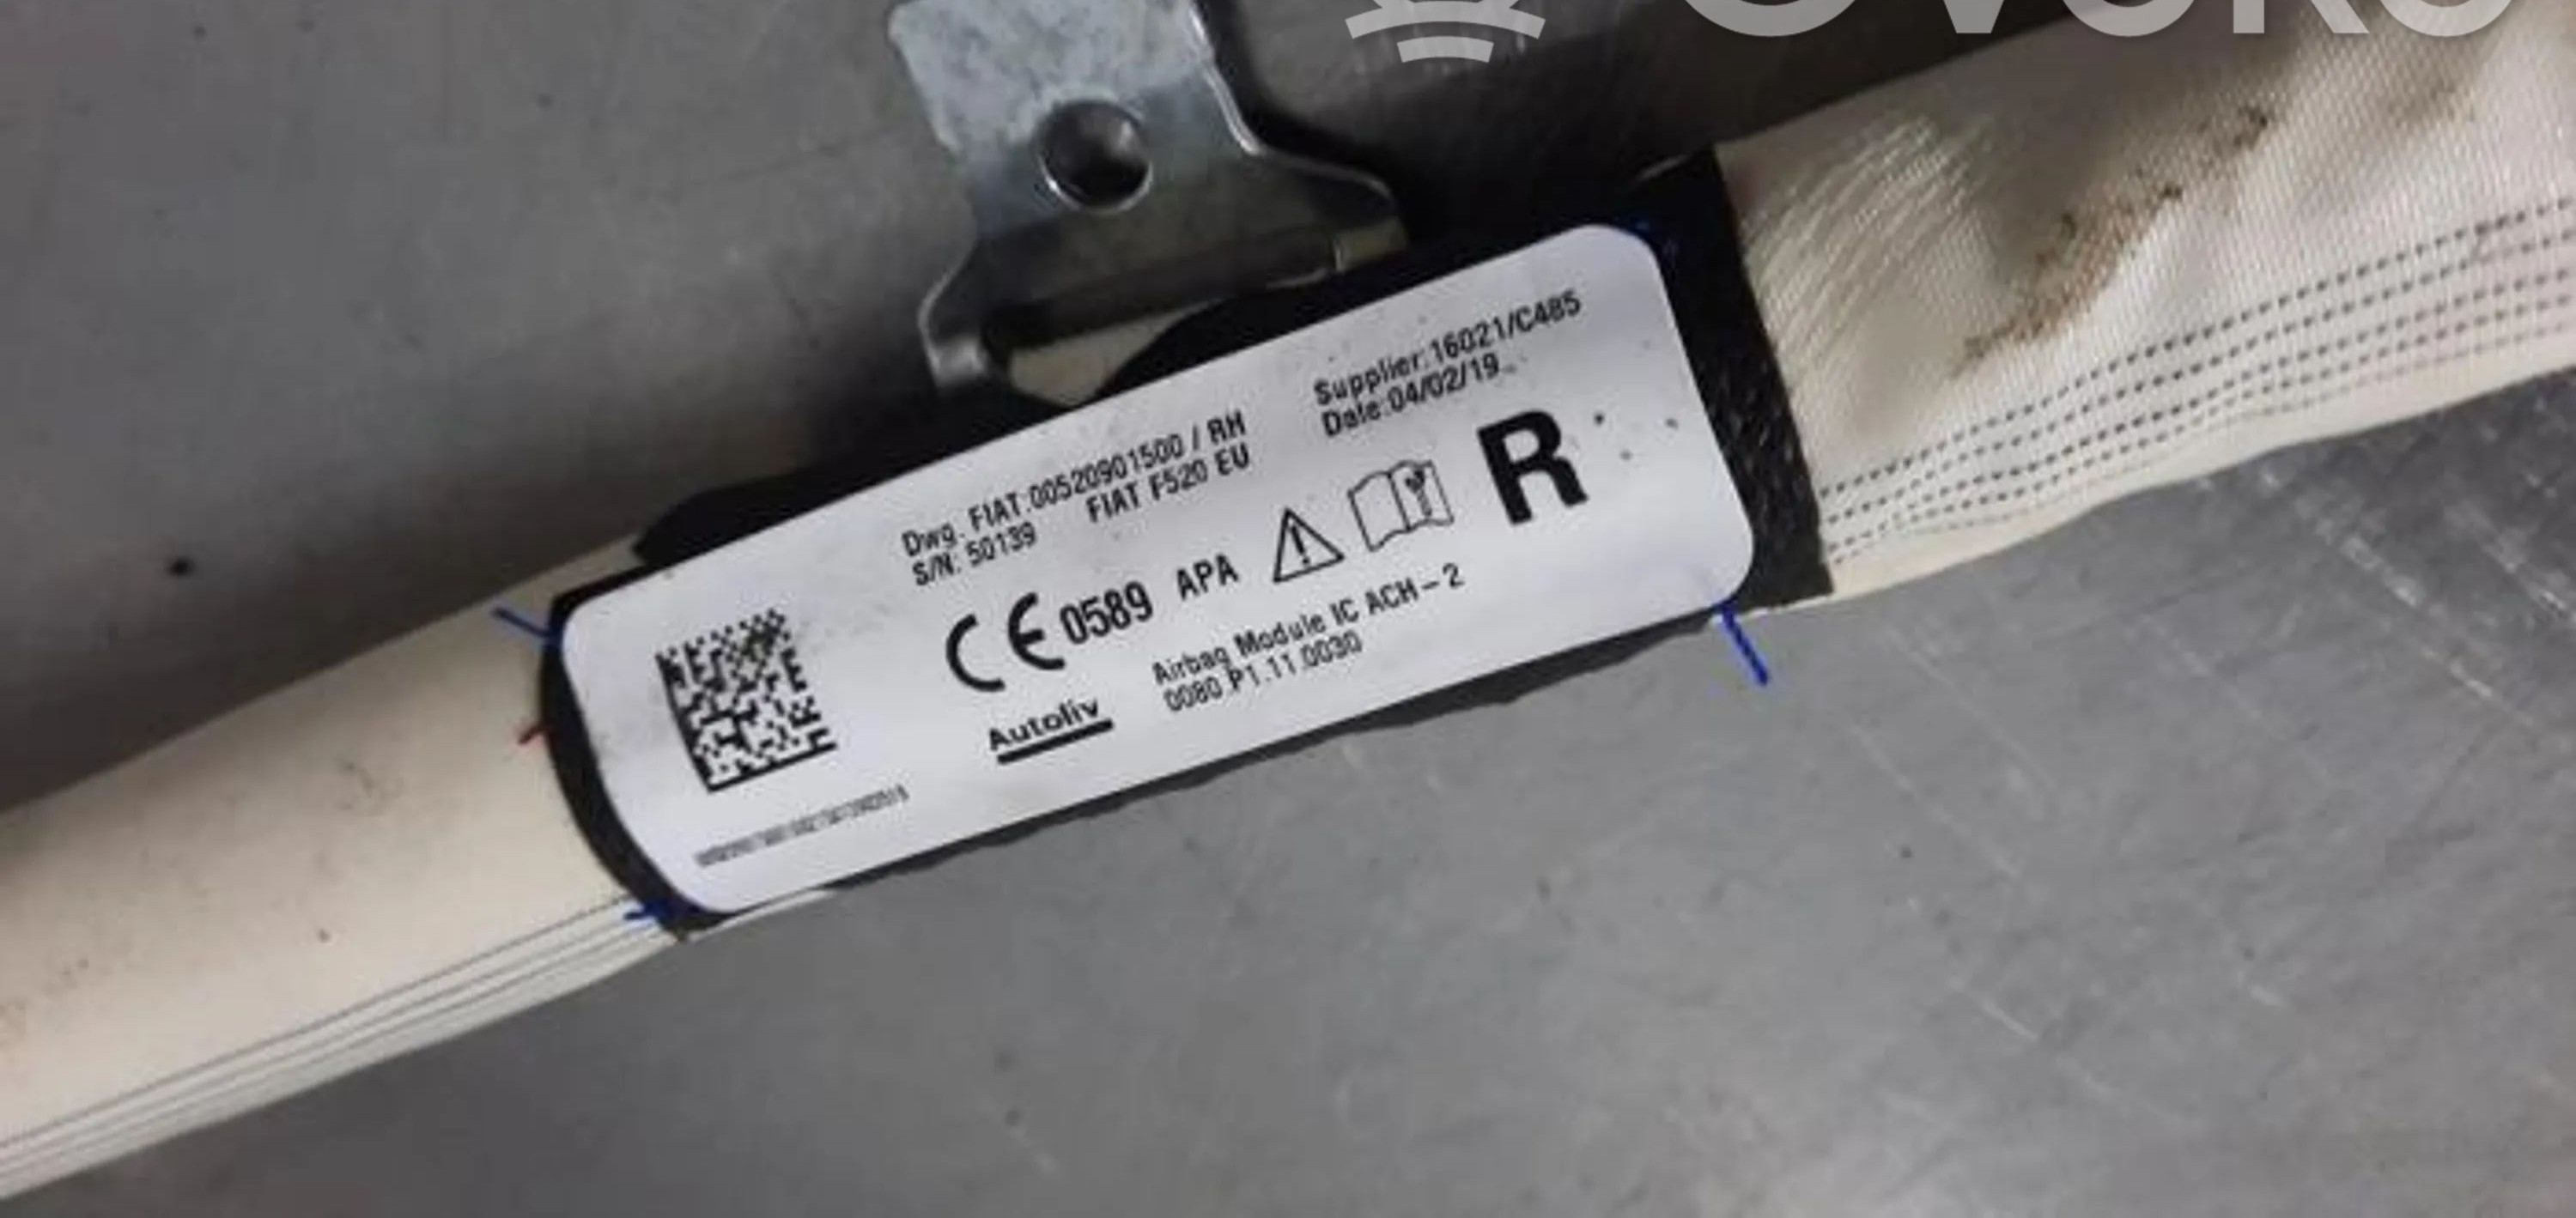 OVOKO
Supplier:16021/C485
Date:04/02/19
Dwg. FIAT:00520901500 / RH
S/N: 50139 FIAT F520 EU
R
CE 0589 APA
Airbag Module IC ACH-2
0080.P1.11.0030
Autoliv